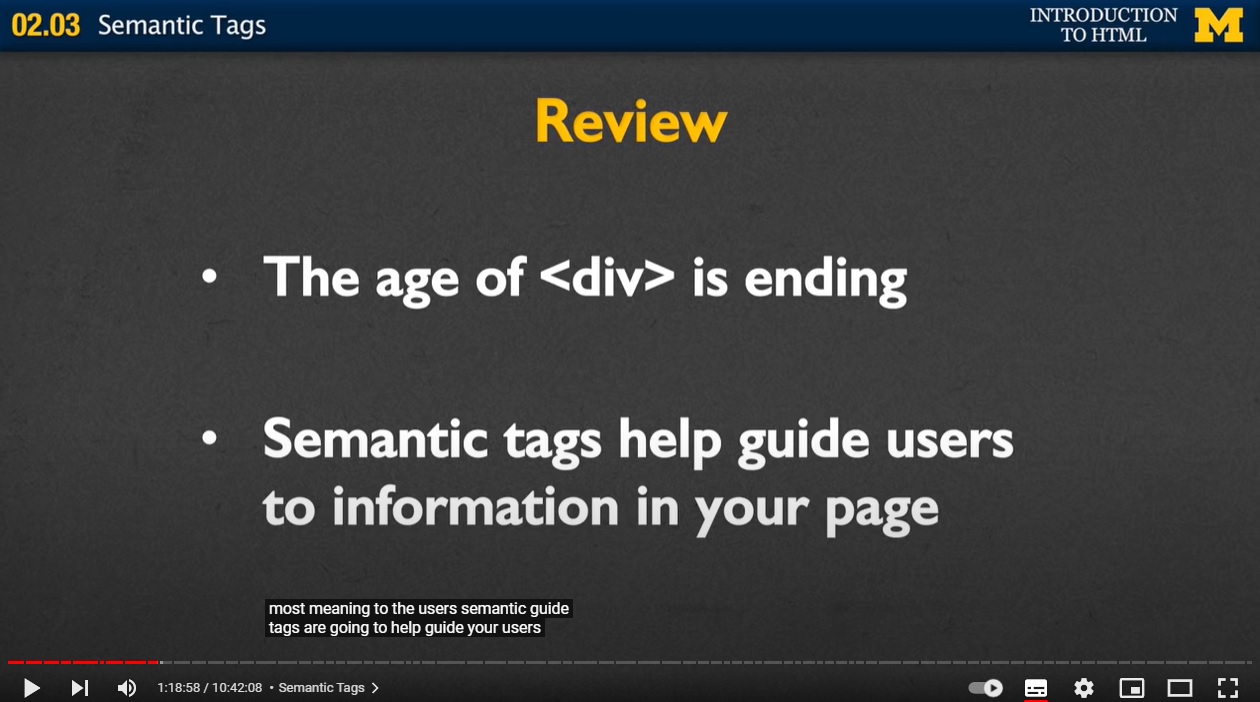 02.03 Semantic Tags
INTRODUCTION
TO HTML
M
Review
• The age of <div> is ending
• Semantic tags help guide users
to information in your page
most meaning to the users semantic guide
tags are going to help guide your users
1:18:58 / 10:42:08 • Semantic Tags